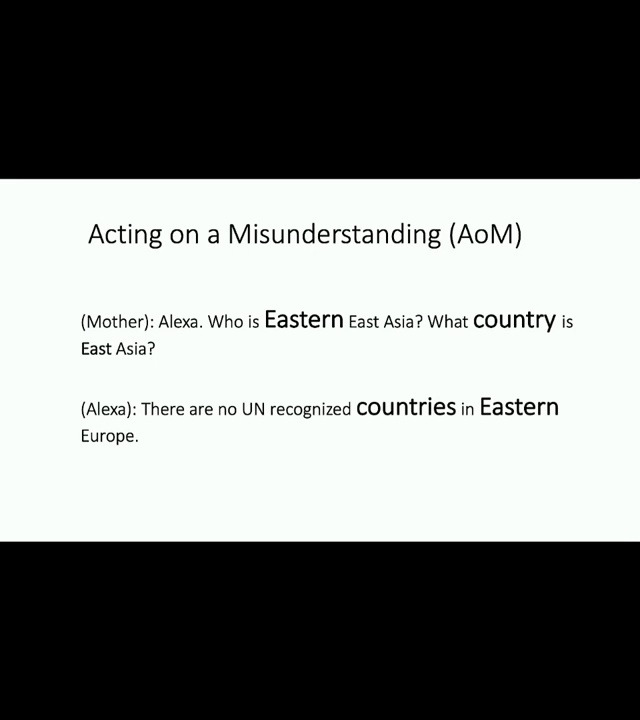 Acting on a Misunderstanding (AoM)
(Mother): Alexa. Who is Eastern East Asia? What country is
East Asia?
(Alexa): There are no UN recognized countries in Eastern
Europe.